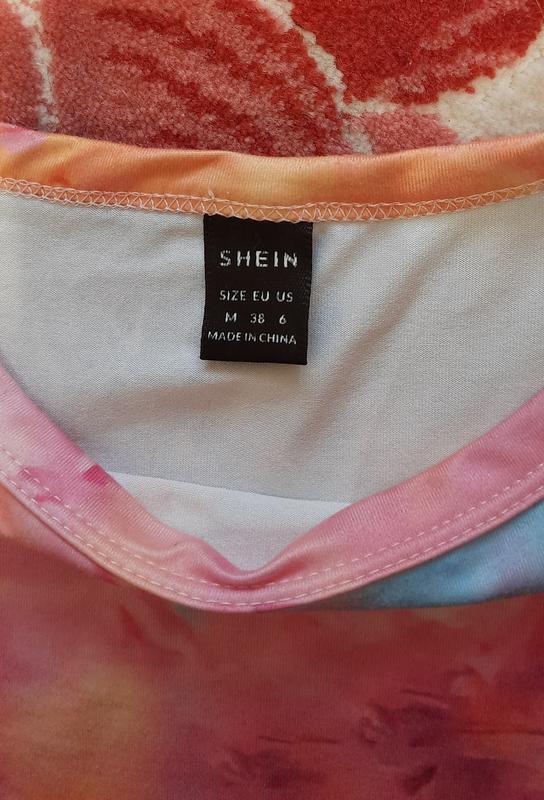 SHEIN
SIZE EU US
M 38 6
MADE IN CHINA